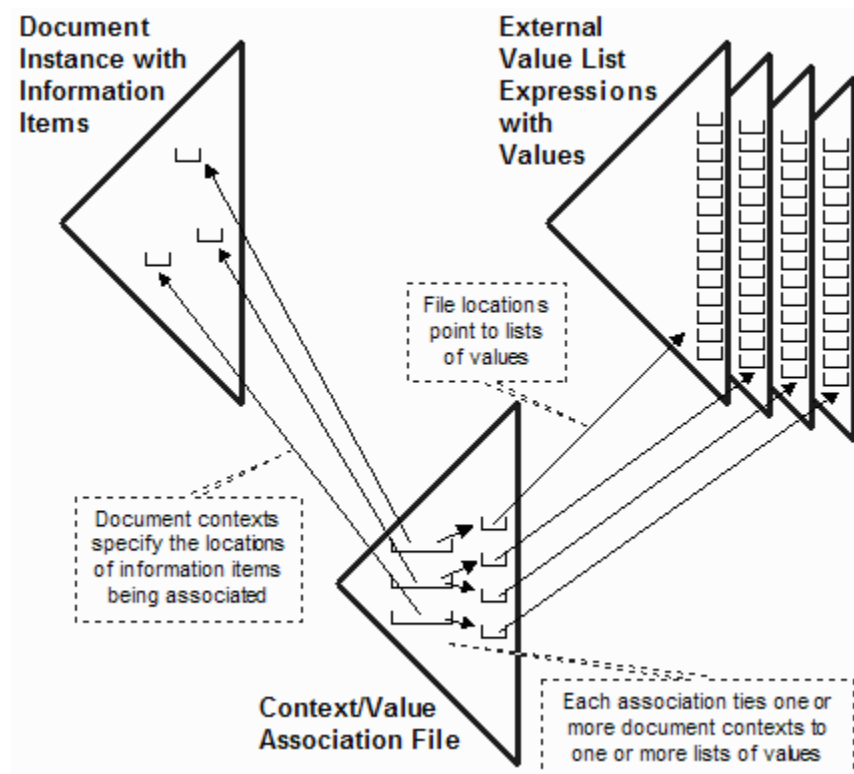 Document
Instance with
Information
Items
External
Value List
Expressions
with
Values
File locations
point to lists
of values
Document contexts
specify the locations
of information items
being associated
Context/Value
Association File
Each association ties one or
more document contexts to
one or more lists of values